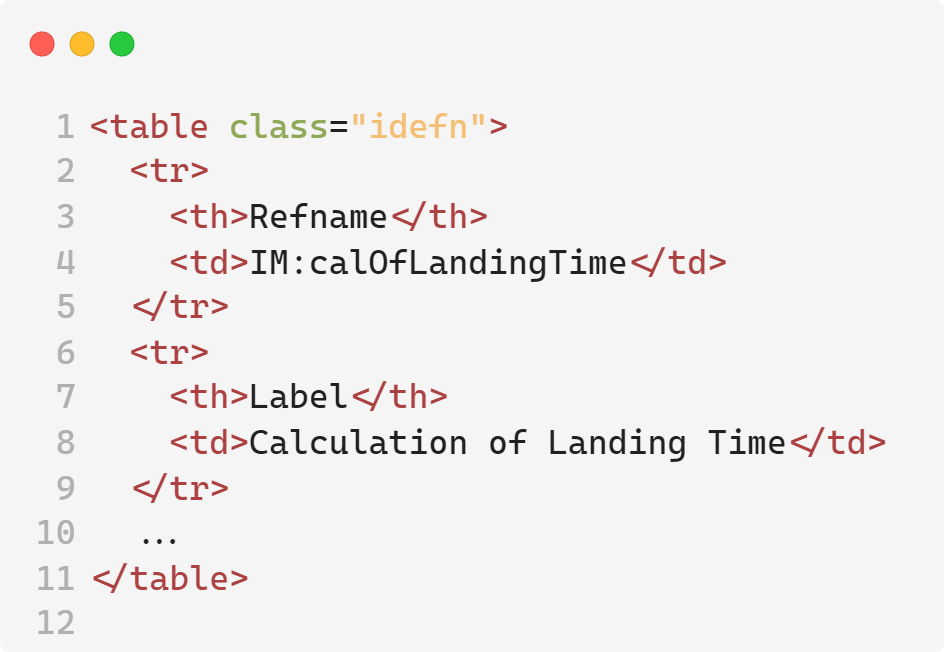 1 <table class="idefn">
2   <tr>
3     <th>Refname</th>
4     <td>IM:calOfLandingTime</td>
5   </tr>
6   <tr>
7     <th>Label</th>
8     <td>Calculation of Landing Time</td>
9   </tr>
10   ...
11 </table>
12